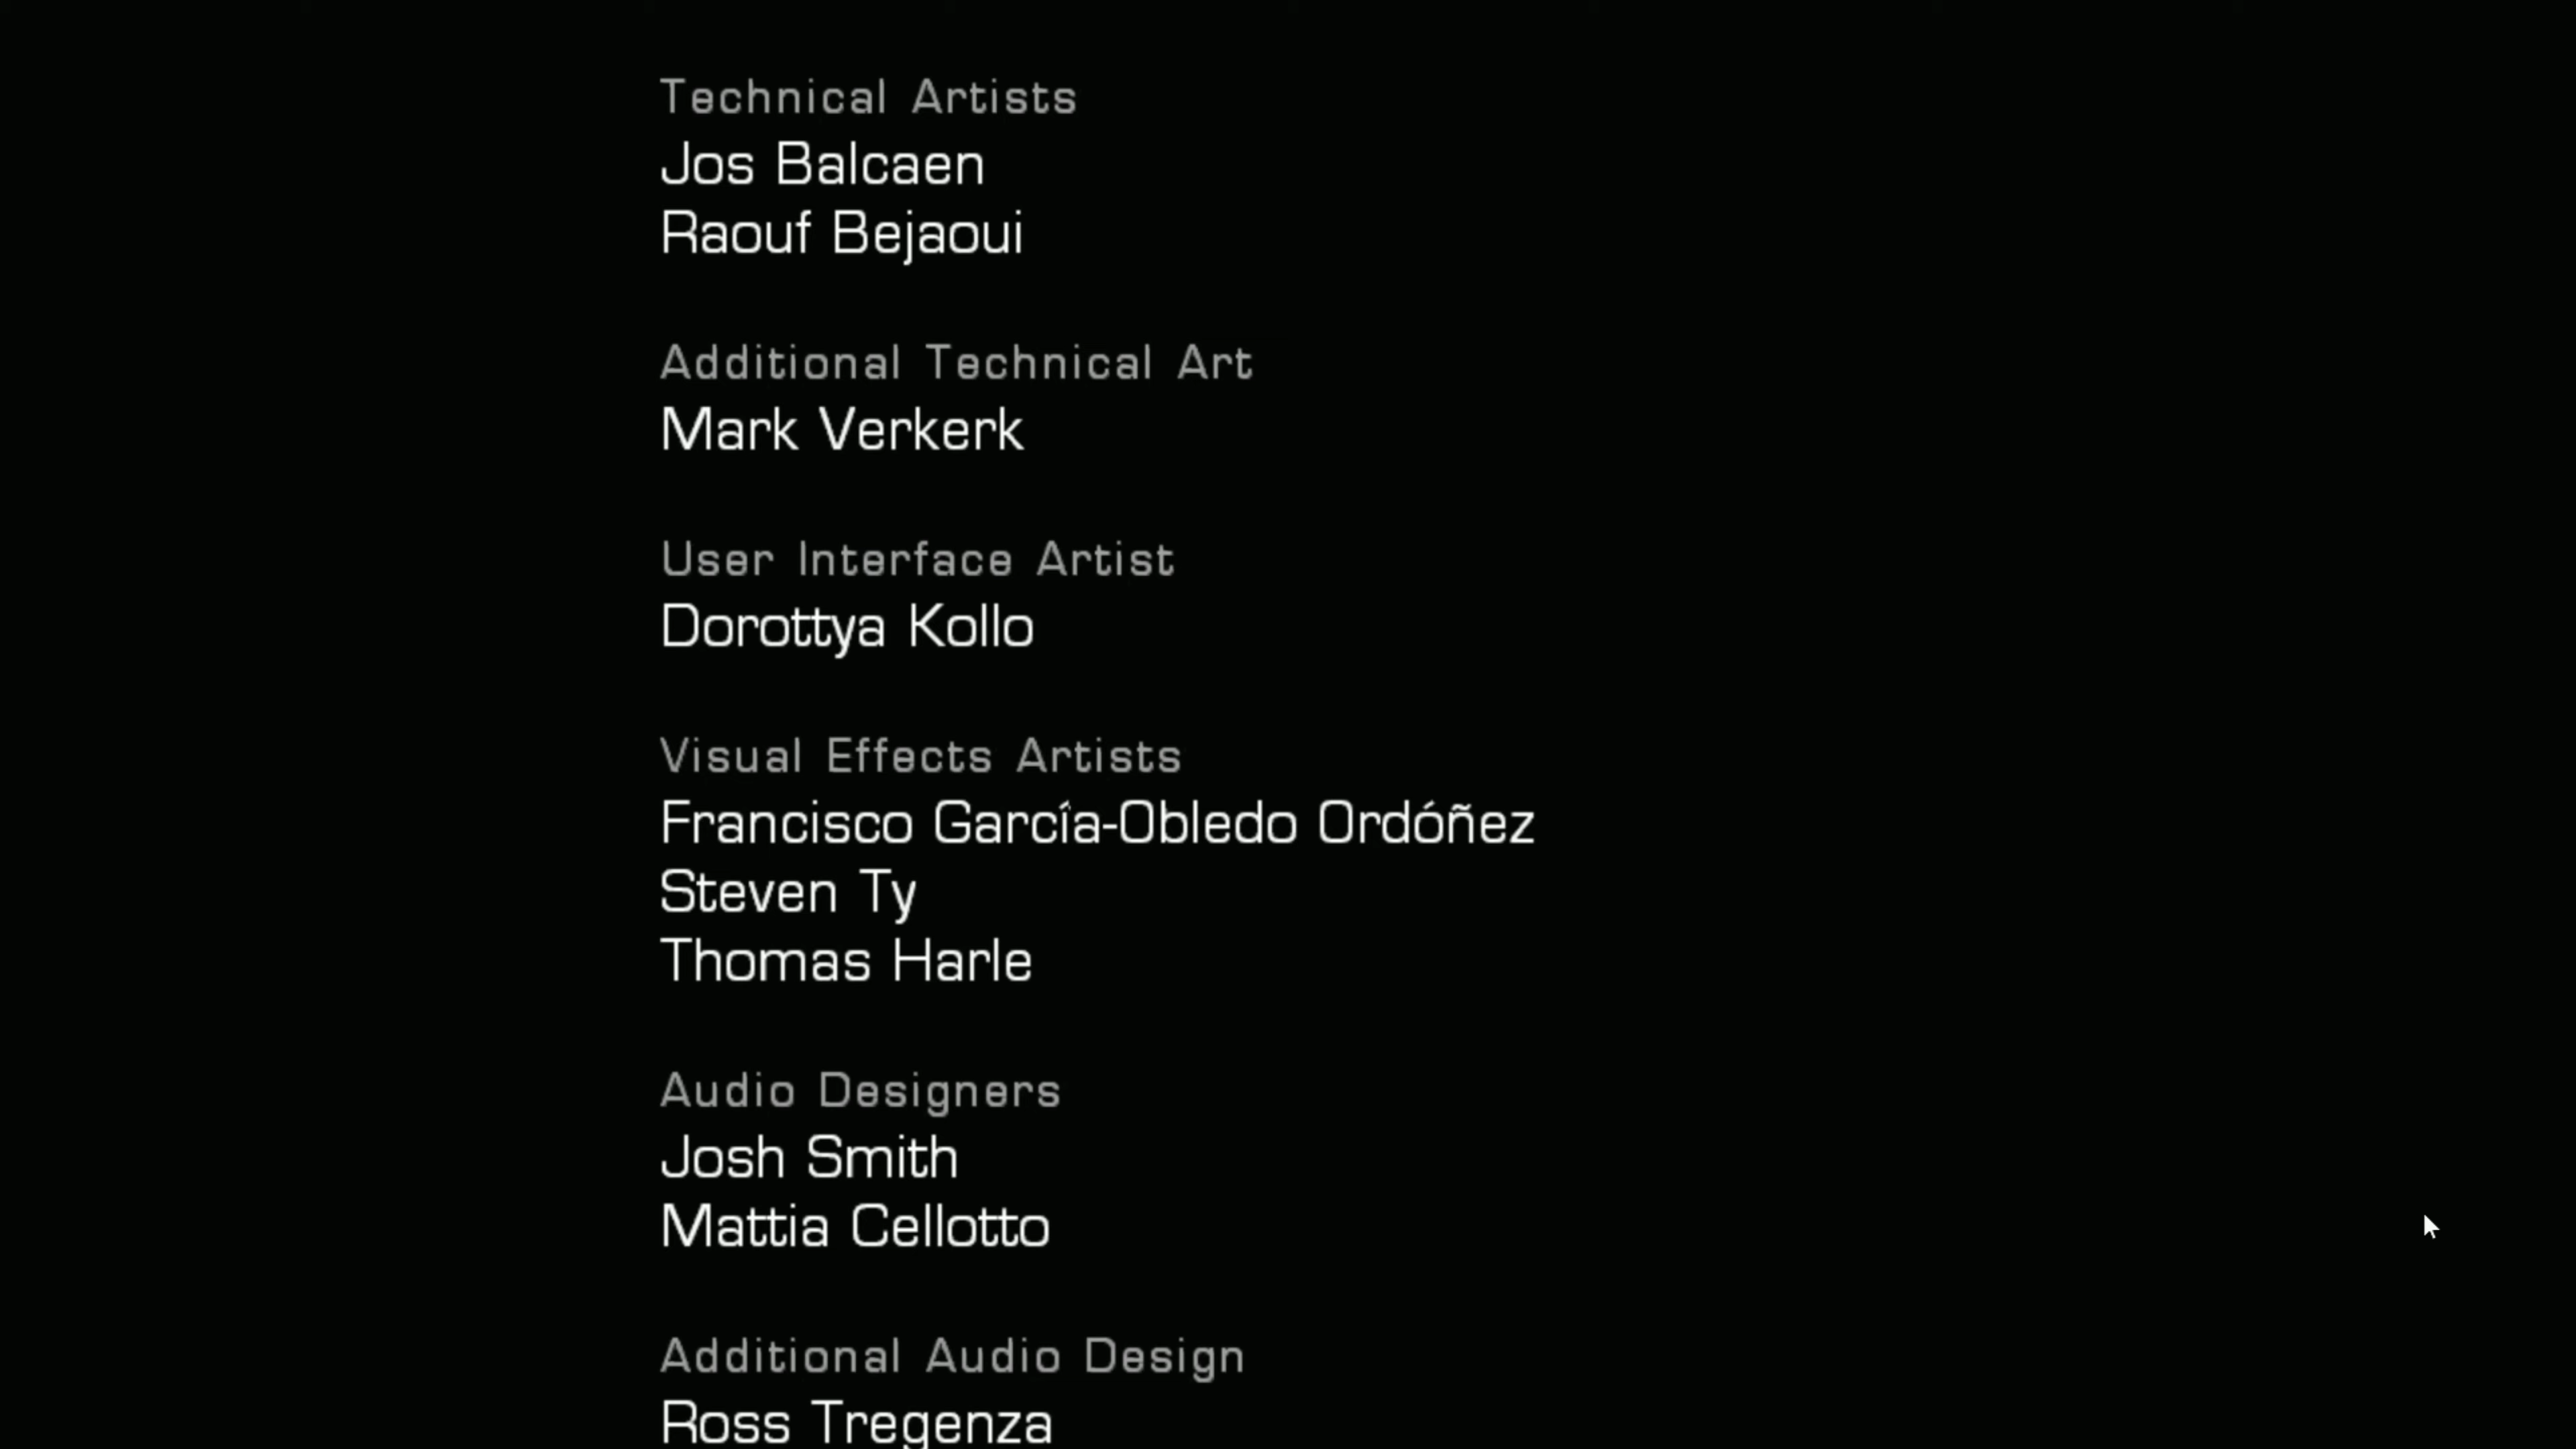 Technical Artists
Jos Balcaen
Raouf Bejaoui
Additional Technical Art
Mark Verkerk
User Interface Artist
Dorottya Kollo
Visual Effects Artists
Francisco García-Obledo Ordóñez
Steven Ty
Thomas Harle
Audio Designers
Josh Smith
Mattia Cellotto
Additional Audio Design
Ross Tregenza